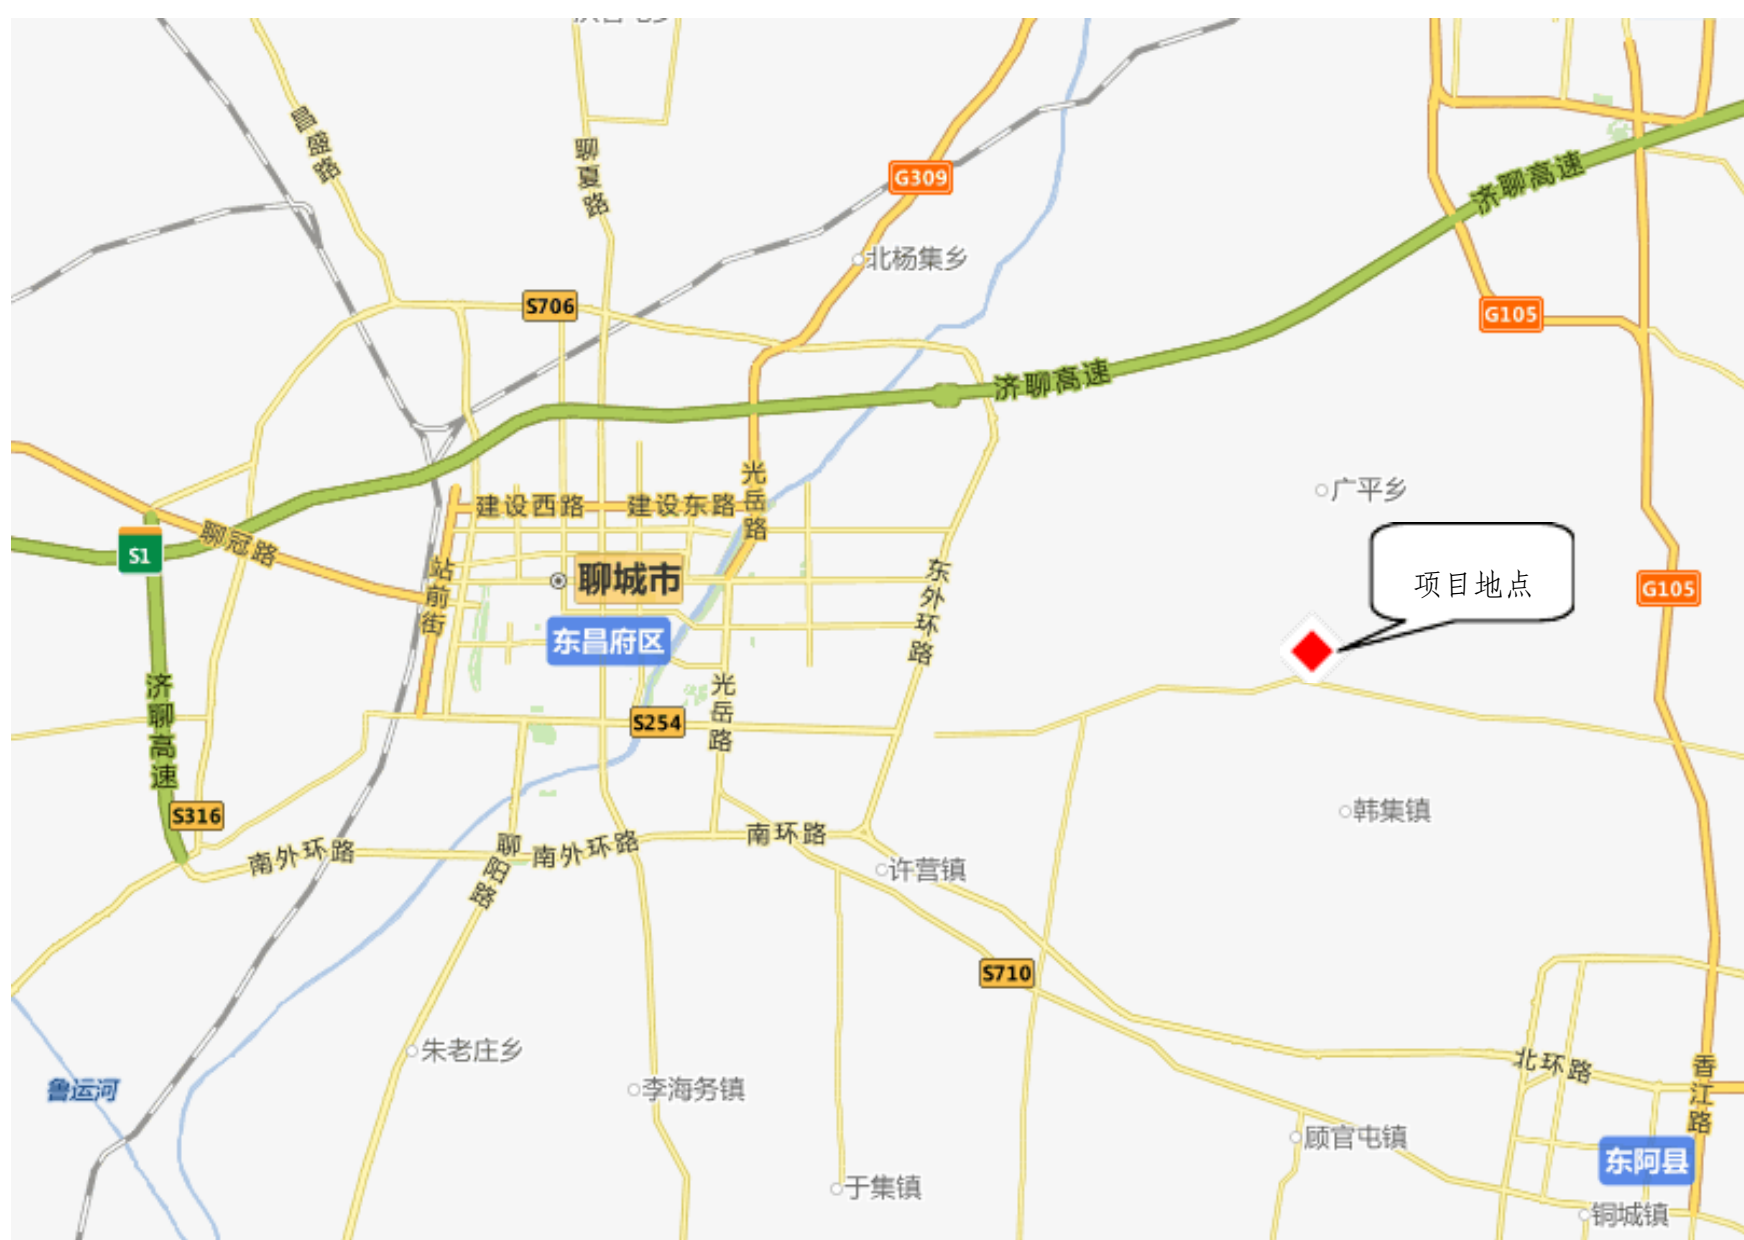 昌盛路
聊夏路
G309
济聊高速
北杨集乡
S706
G105
济聊高速
光岳路
广平乡
建设西路
建设东路
聊冠路
S1
站前街
聊城市
东外环路
项目地点
G105
东昌府区
济聊高速
光岳路
S254
S316
韩集镇
南外环路
聊阳路
南外环路
南环路
许营镇
S710
朱老庄乡
北环路
香江路
鲁运河
李海务镇
顾官屯镇
东阿县
于集镇
铜城镇